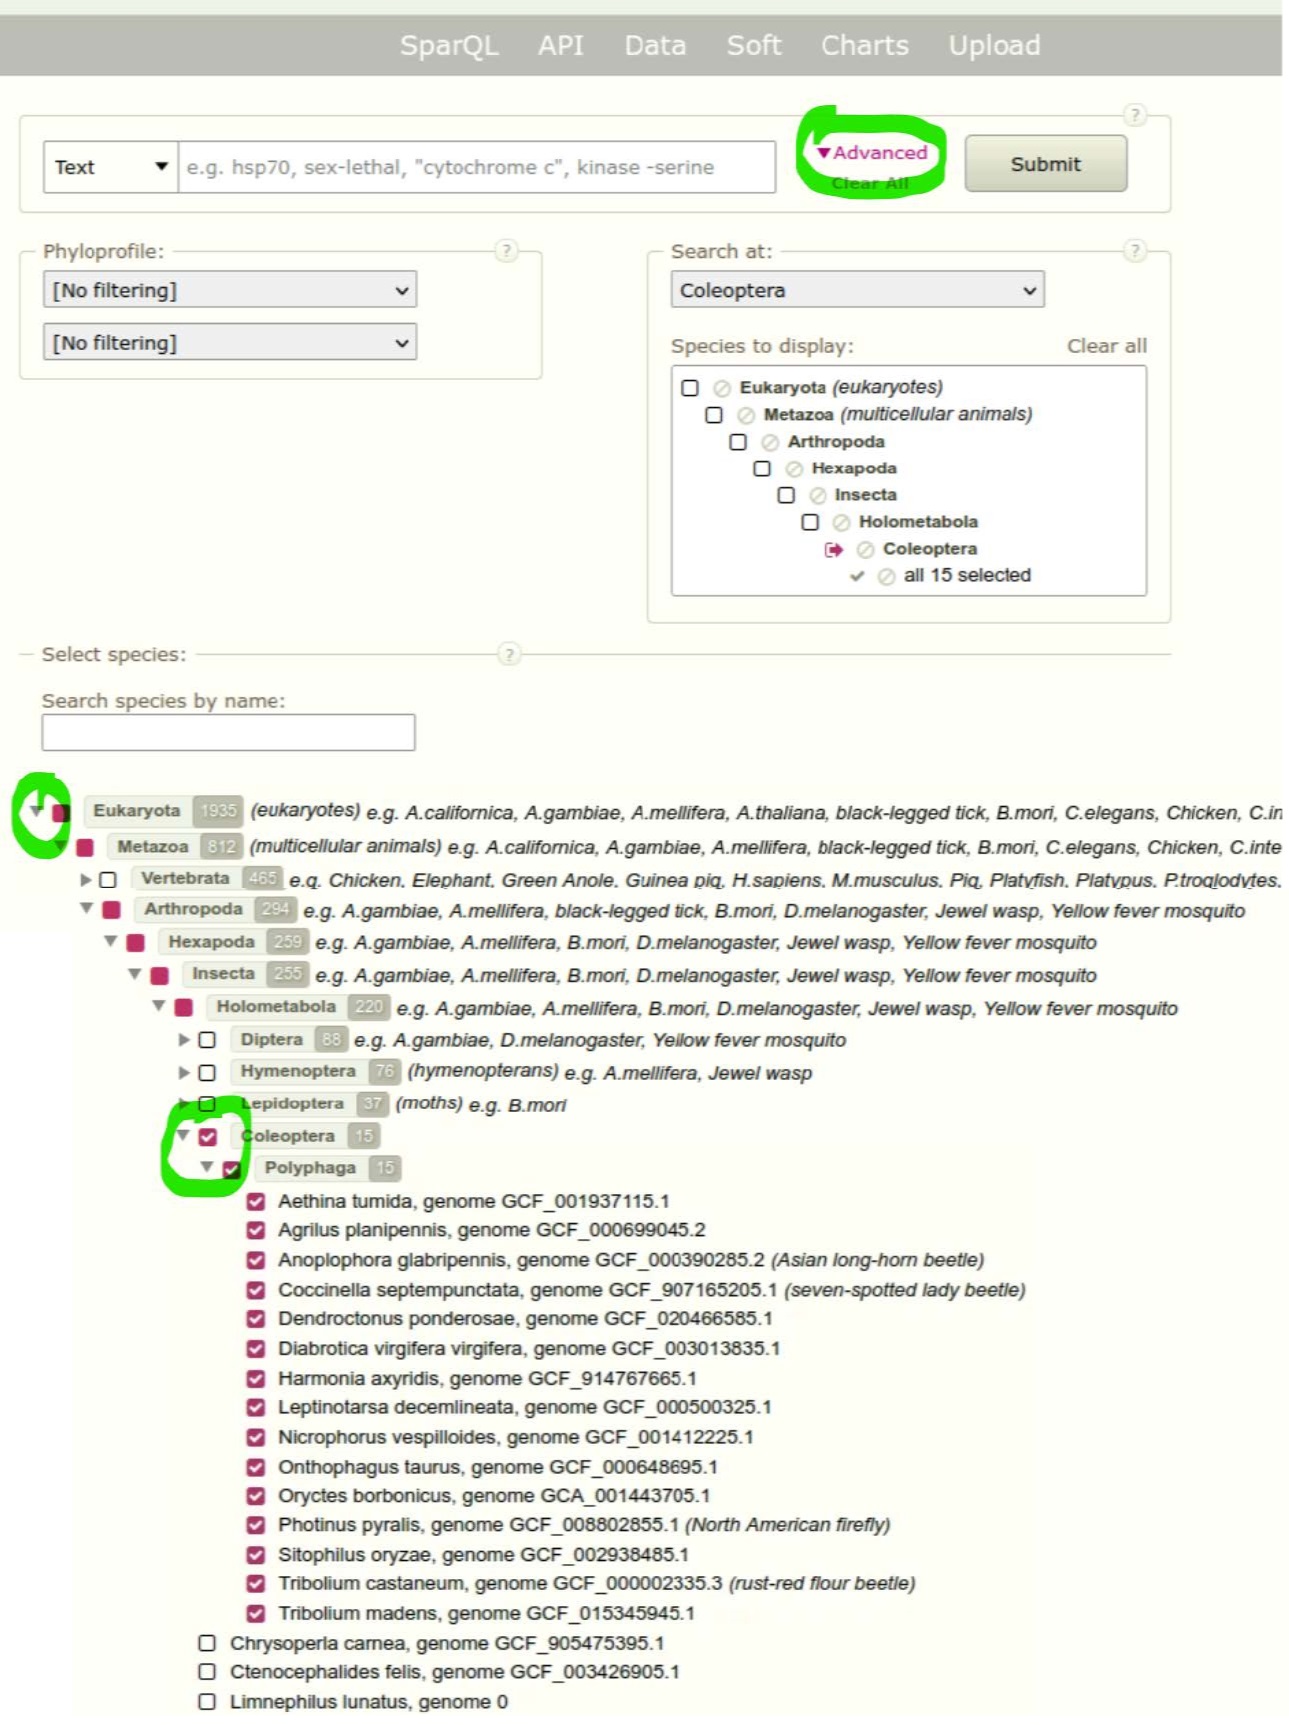 SparQL API Data Soft Charts Upload
?
Text e.g. hsp70, sex-lethal, "cytochrome c", kinase -serine Advanced Submit
Clear All
Phyloprofile: ? Search at: ?
[No filtering] Coleoptera
[No filtering]
Species to display: Clear all
Eukaryota (eukaryotes)
Metazoa (multicellular animals)
Arthropoda
Hexapoda
Insecta
Holometabola
Coleoptera
all 15 selected
Select species: ?
Search species by name:
Eukaryota 1935 (eukaryotes) e.g. A.californica, A.gambiae, A.mellifera, A.thaliana, black-legged tick, B.mori, C.elegans, Chicken, C.in
Metazoa 812 (multicellular animals) e.g. A.californica, A.gambiae, A.mellifera, black-legged tick, B.mori, C.elegans, Chicken, C.inte
Vertebrata 465 e.g. Chicken, Elephant, Green Anole, Guinea pig, H.sapiens, M.musculus, Pig, Platyfish, Platypus, P.troglodytes,
Arthropoda 294 e.g. A.gambiae, A.mellifera, black-legged tick, B.mori, D.melanogaster, Jewel wasp, Yellow fever mosquito
Hexapoda 259 e.g. A.gambiae, A.mellifera, B.mori, D.melanogaster, Jewel wasp, Yellow fever mosquito
Insecta 255 e.g. A.gambiae, A.mellifera, B.mori, D.melanogaster, Jewel wasp, Yellow fever mosquito
Holometabola 220 e.g. A.gambiae, A.mellifera, B.mori, D.melanogaster, Jewel wasp, Yellow fever mosquito
Diptera 88 e.g. A.gambiae, D.melanogaster, Yellow fever mosquito
Hymenoptera 76 (hymenopterans) e.g. A.mellifera, Jewel wasp
Lepidoptera 37 (moths) e.g. B.mori
Coleoptera 15
Polyphaga 15
Aethina tumida, genome GCF_001937115.1
Agrilus planipennis, genome GCF_000699045.2
Anoplophora glabripennis, genome GCF_000390285.2 (Asian long-horn beetle)
Coccinella septempunctata, genome GCF_907165205.1 (seven-spotted lady beetle)
Dendroctonus ponderosae, genome GCF_020466585.1
Diabrotica virgifera virgifera, genome GCF_003013835.1
Harmonia axyridis, genome GCF_914767665.1
Leptinotarsa decemlineata, genome GCF_000500325.1
Nicrophorus vespilloides, genome GCF_001412225.1
Onthophagus taurus, genome GCF_000648695.1
Oryctes borbonicus, genome GCA_001443705.1
Photinus pyralis, genome GCF_008802855.1 (North American firefly)
Sitophilus oryzae, genome GCF_002938485.1
Tribolium castaneum, genome GCF_000002335.3 (rust-red flour beetle)
Tribolium madens, genome GCF_015345945.1
Chrysoperla carnea, genome GCF_905475395.1
Ctenocephalides felis, genome GCF_003426905.1
Limnephilus lunatus, genome 0